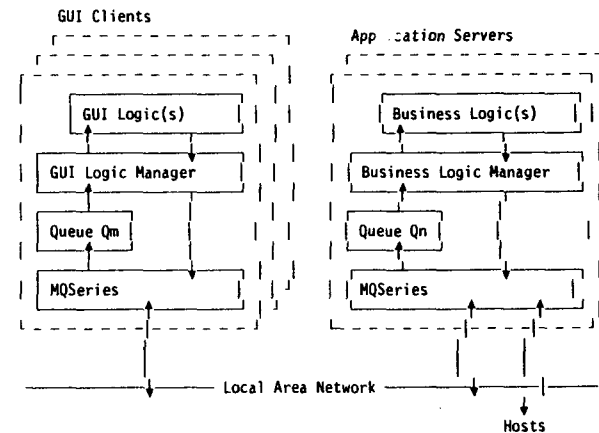 GUI Clients
GUI Logic(s)
GUI Logic Manager
Queue Qm
MQSeries
Servers
Business Logic(s)
Business Logic Manager
Queue Qn
MQSeries
Local Area Network
Hosts